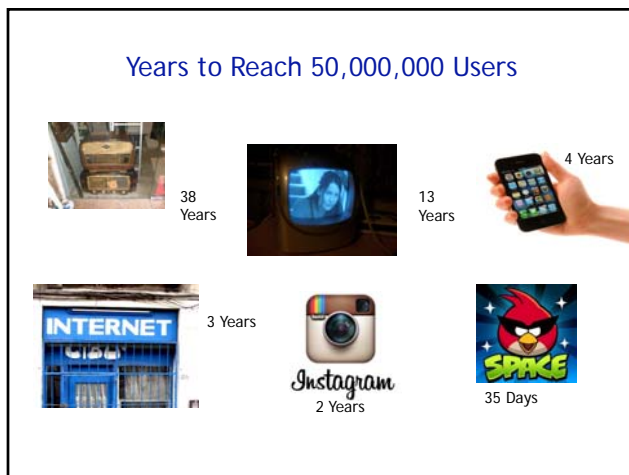 Years to Reach 50,000,000 Users
38
Years
13
Years
4 Years
INTERNET
3 Years
Instagram
2 Years
SPACE
35 Days